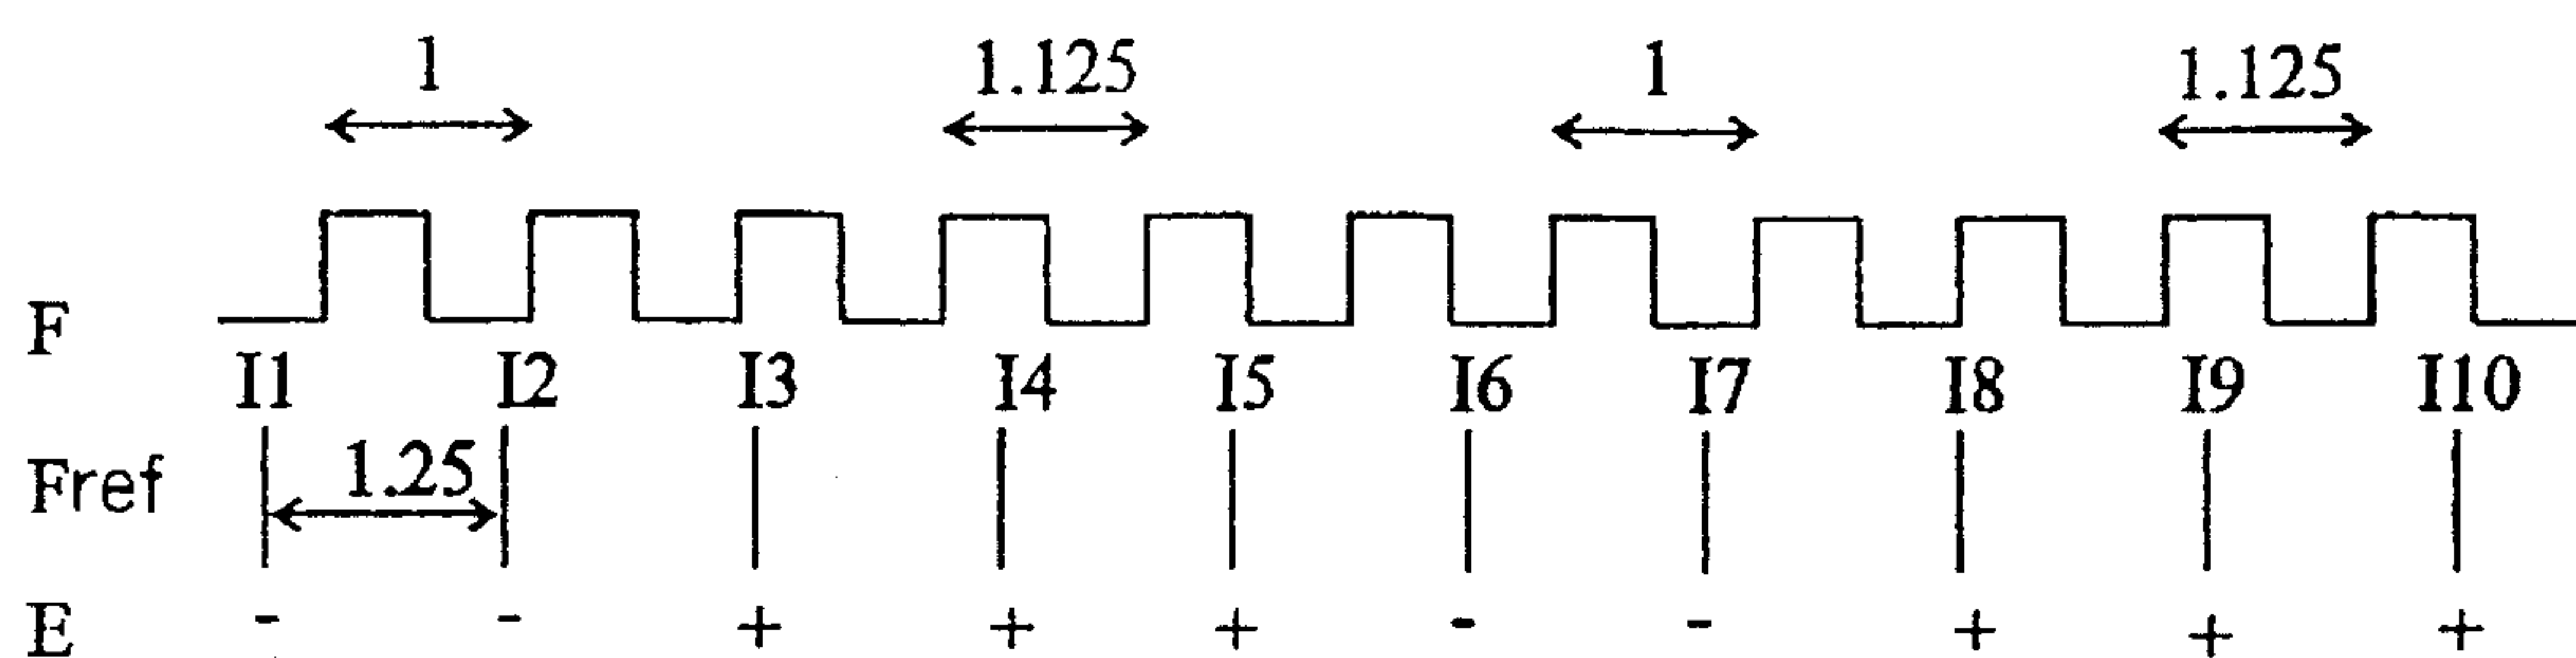 1 1.125 1 1.125
F
I1 I2 I3 I4 I5 I6 I7 I8 I9 I10
Fref 1.25
E - - + + + - - + + +